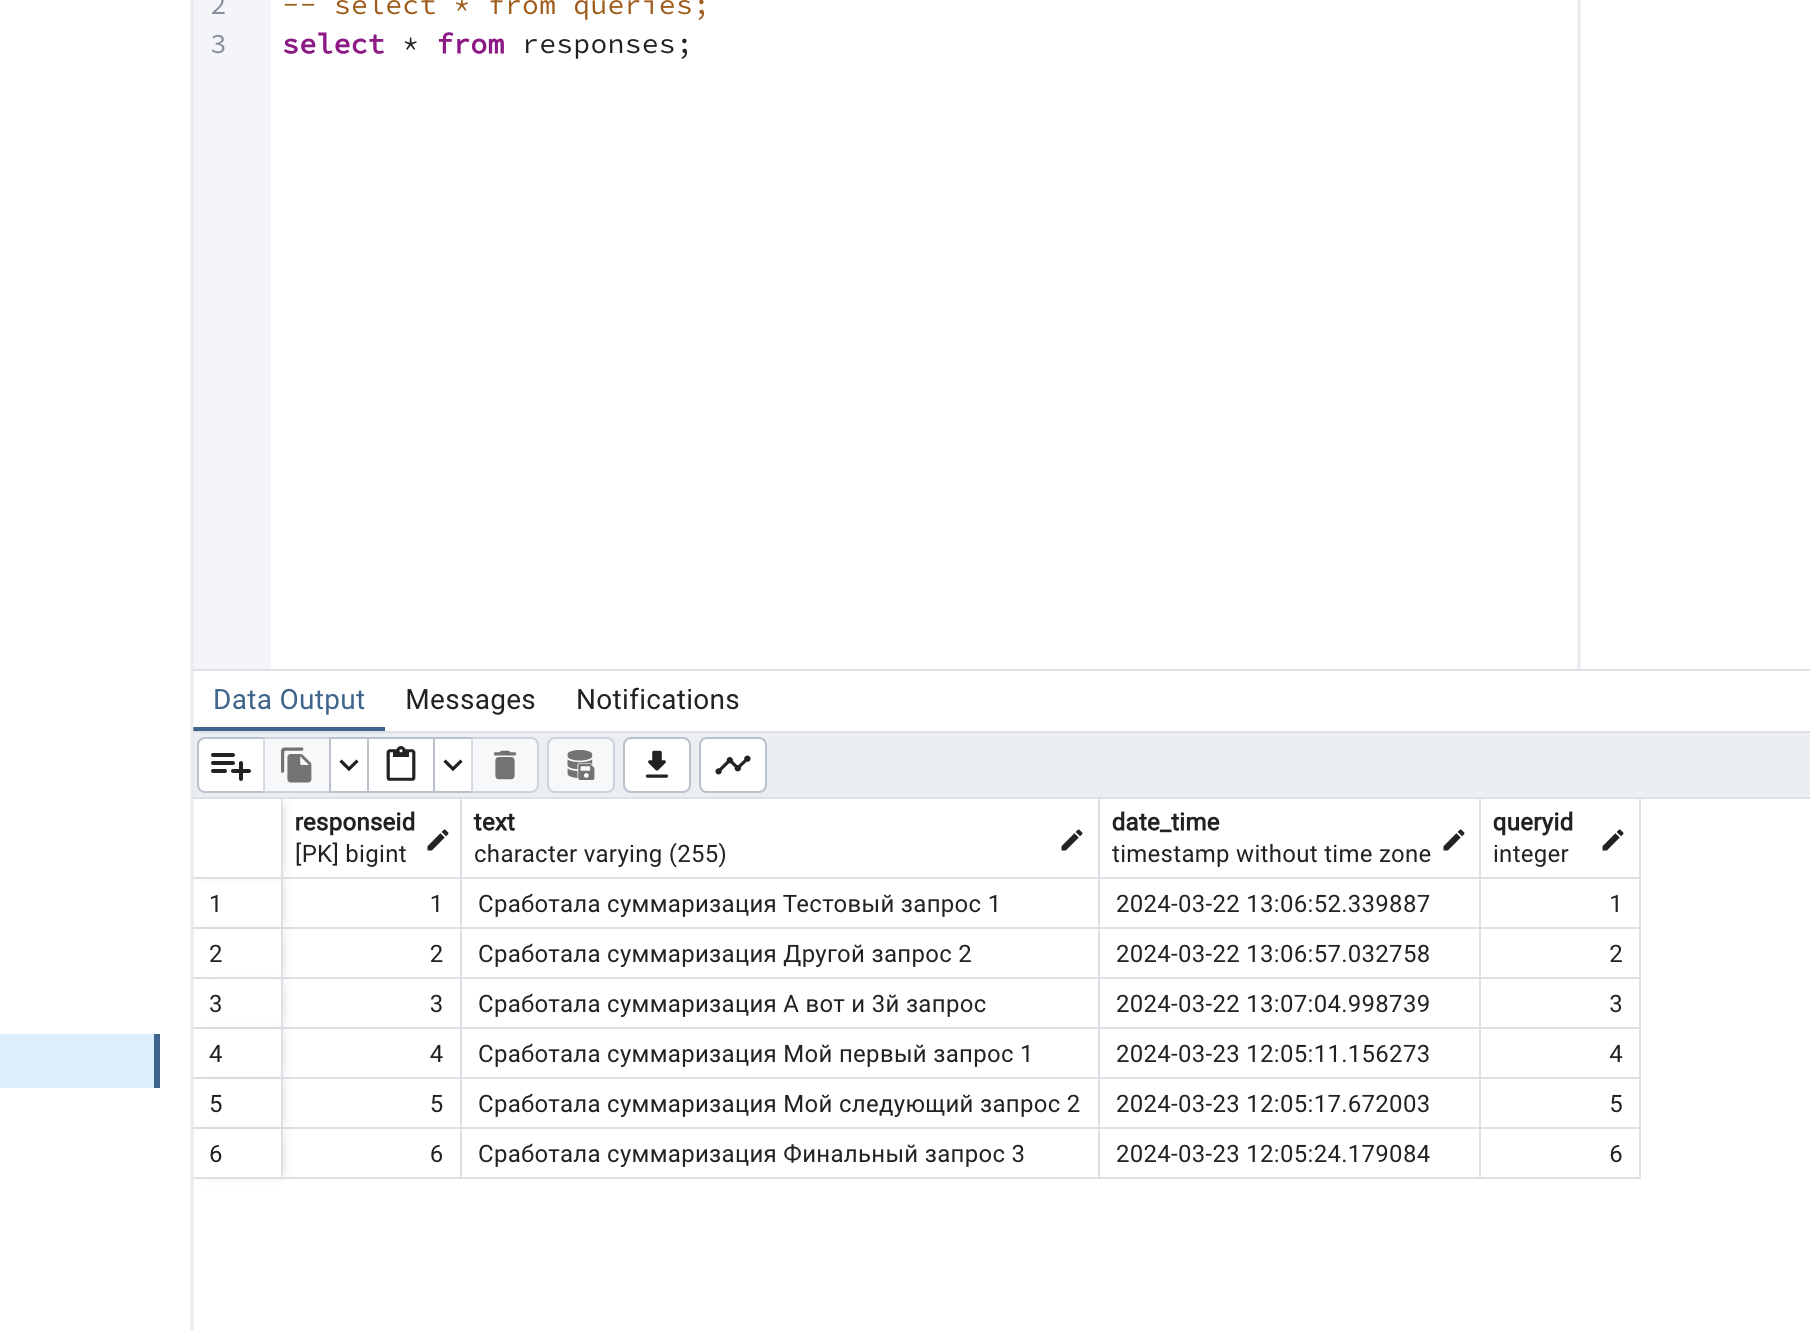 2 -- select * from queries;
3 select * from responses;
Data Output Messages Notifications
responseid text date_time queryid
[PK] bigint character varying (255) timestamp without time zone integer
1 1 Сработала суммаризация Тестовый запрос 1 2024-03-22 13:06:52.339887 1
2 2 Сработала суммаризация Другой запрос 2 2024-03-22 13:06:57.032758 2
3 3 Сработала суммаризация А вот и 3й запрос 2024-03-22 13:07:04.998739 3
4 4 Сработала суммаризация Мой первый запрос 1 2024-03-23 12:05:11.156273 4
5 5 Сработала суммаризация Мой следующий запрос 2 2024-03-23 12:05:17.672003 5
6 6 Сработала суммаризация Финальный запрос 3 2024-03-23 12:05:24.179084 6